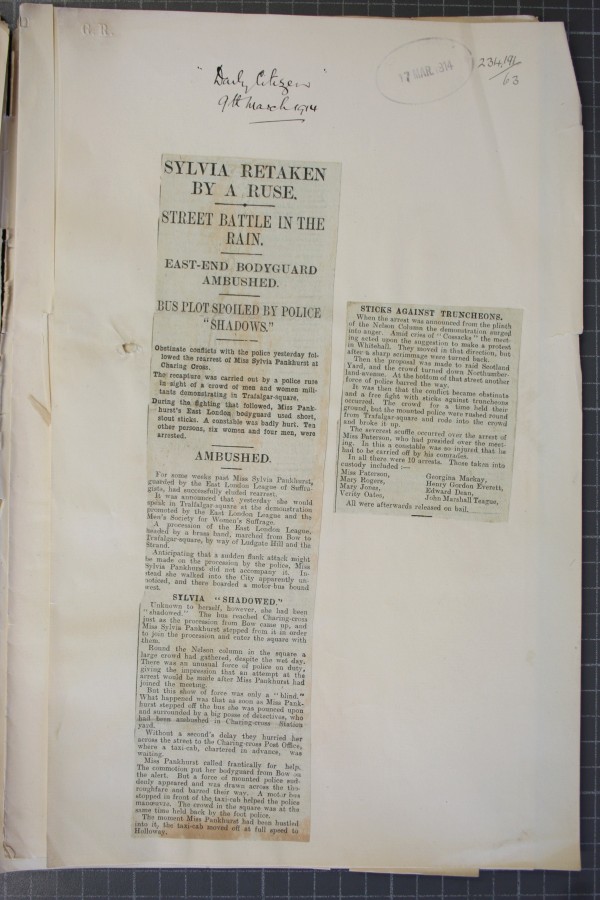 G. R.
"Daily Citizen"
9th March 1914
17 MAR. 1914
234,191
63
SYLVIA RETAKEN
BY A RUSE.
STREET BATTLE IN THE
RAIN.
EAST-END BODYGUARD
AMBUSHED.
BUS PLOT SPOILED BY POLICE
"SHADOWS."
Obstinate conflicts with the police yesterday fol-
lowed the rearrest of Miss Sylvia Pankhurst at
Charing Cross.
The recapture was carried out by a police ruse
in sight of a crowd of men and women mili-
tants demonstrating in Trafalgar-square.
During the fighting that followed, Miss Pank-
hurst's East London bodyguard used short,
stout sticks. A constable was badly hurt. Ten
other persons, six women and four men, were
arrested.
AMBUSHED.
For some weeks past Miss Sylvia Pankhurst,
guarded by the East London League of Suffra-
gists, had successfully eluded rearrest.
It was announced that yesterday she would
speak in Trafalgar-square at the demonstration
promoted by the East London League and the
Men's Society for Women's Suffrage.
A procession of the East London League,
headed by a brass band, marched from Bow to
Trafalgar-square, by way of Ludgate Hill and the
Strand.
Anticipating that a sudden flank attack might
be made on the procession by the police, Miss
Sylvia Pankhurst did not accompany it. In-
stead she walked into the City apparently un-
noticed, and there boarded a motor-bus bound
west.
SYLVIA "SHADOWED."
Unknown to herself, however, she had been
"shadowed." The bus reached Charing-cross
just as the procession from Bow came up, and
Miss Sylvia Pankhurst stepped from it in order
to join the procession and enter the square with
them.
Round the Nelson column in the square a
large crowd had gathered, despite the wet day.
There was an unusual force of police on duty,
giving the impression that an attempt at the
arrest would be made after Miss Pankhurst had
joined the meeting.
But this show of force was only a "blind."
What happened was that as soon as Miss Pank-
hurst stepped off the bus she was pounced upon
and surrounded by a big posse of detectives, who
had been ambushed in Charing-cross Station
yard.
Without a second's delay they hurried her
across the street to the Charing-cross Post Office,
where a taxi-cab, chartered in advance, was
waiting.
Miss Pankhurst called frantically for help.
The commotion put her bodyguard from Bow on
the alert. But a force of mounted police sud-
denly appeared and was drawn across the tho-
roughfare and barred their way. A motor bus
stopped in front of the taxi-cab helped the police
manœuvre. The crowd in the square was at the
same time held back by the foot police.
The moment Miss Pankhurst had been bustled
into it, the taxi-cab moved off at full speed to
Holloway.
STICKS AGAINST TRUNCHEONS.
When the arrest was announced from the plinth
of the Nelson Column the demonstration surged
into anger. Amid cries of "Cossacks" the meet-
ing acted upon the suggestion to make a protest
in Whitehall. They moved in that direction, but
after a sharp scrimmage were turned back.
Then the proposal was made to raid Scotland
Yard, and the crowd turned down Northumber-
land-avenue. At the bottom of that street another
force of police barred the way.
It was then that the conflict became obstinate
and a free fight with sticks against truncheons
occurred. The crowd for a time held their
ground, but the mounted police were rushed round
from Trafalgar-square and rode into the crowd
and broke it up.
The severest scuffle occurred over the arrest of
Miss Paterson, who had presided over the meet-
ing. In this a constable was so injured that he
had to be carried off by his comrades.
In all there were 10 arrests. Those taken into
custody included:—
Miss Paterson,
Mary Rogers,
Mary Jones,
Verity Oates,
Georgina Mackay,
Henry Gordon Everett,
Edward Dean,
John Marshall Teague,
All were afterwards released on bail.